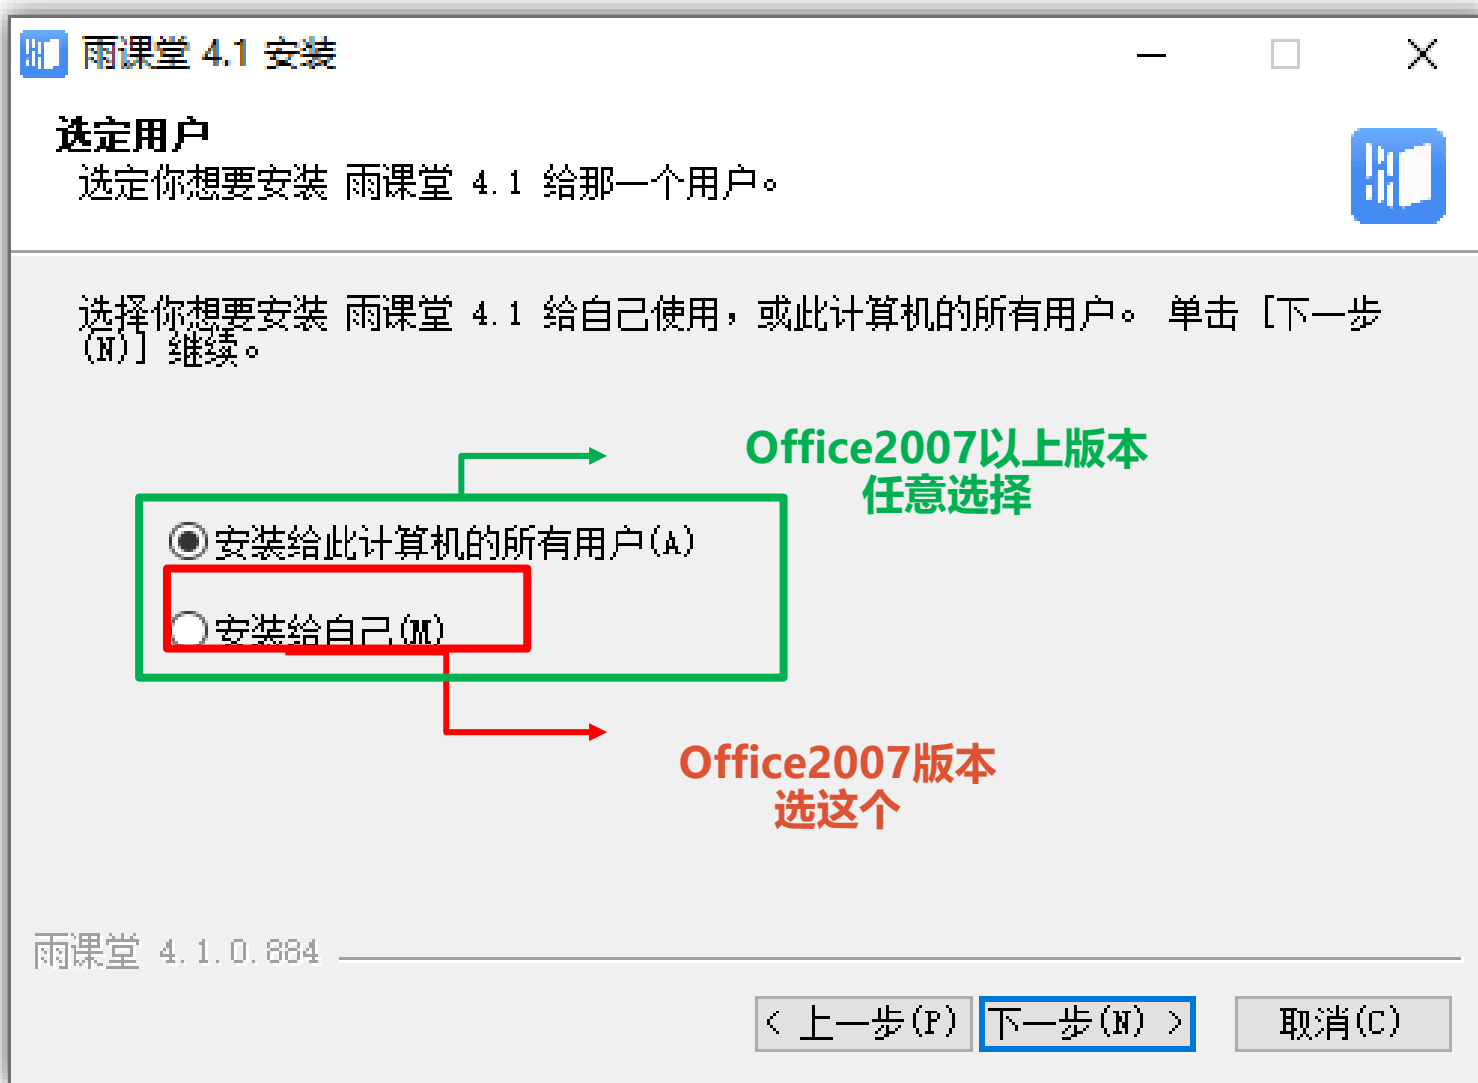 雨课堂 4.1 安装
选定用户
选定你想要安装 雨课堂 4.1 给那一个用户。
选择你想要安装 雨课堂 4.1 给自己使用，或此计算机的所有用户。 单击 [下一步
(N)] 继续。
Office2007以上版本
任意选择
安装给此计算机的所有用户(A)
安装给自己(M)
Office2007版本
选这个
雨课堂 4.1.0.884
< 上一步(P)
下一步(N) >
取消(C)